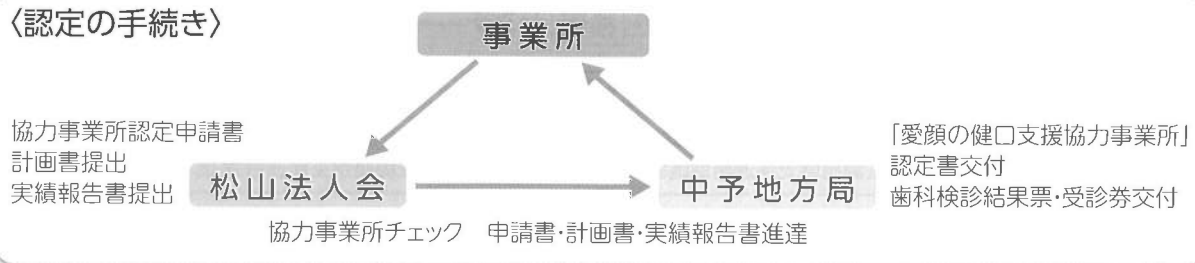 〈認定の手続き〉
事業所
協力事業所認定申請書
計画書提出
実績報告書提出
松山法人会
中予地方局
「愛顔の健口支援協力事業所」
認定書交付
歯科検診結果票・受診券交付
協力事業所チェック　申請書・計画書・実績報告書進達